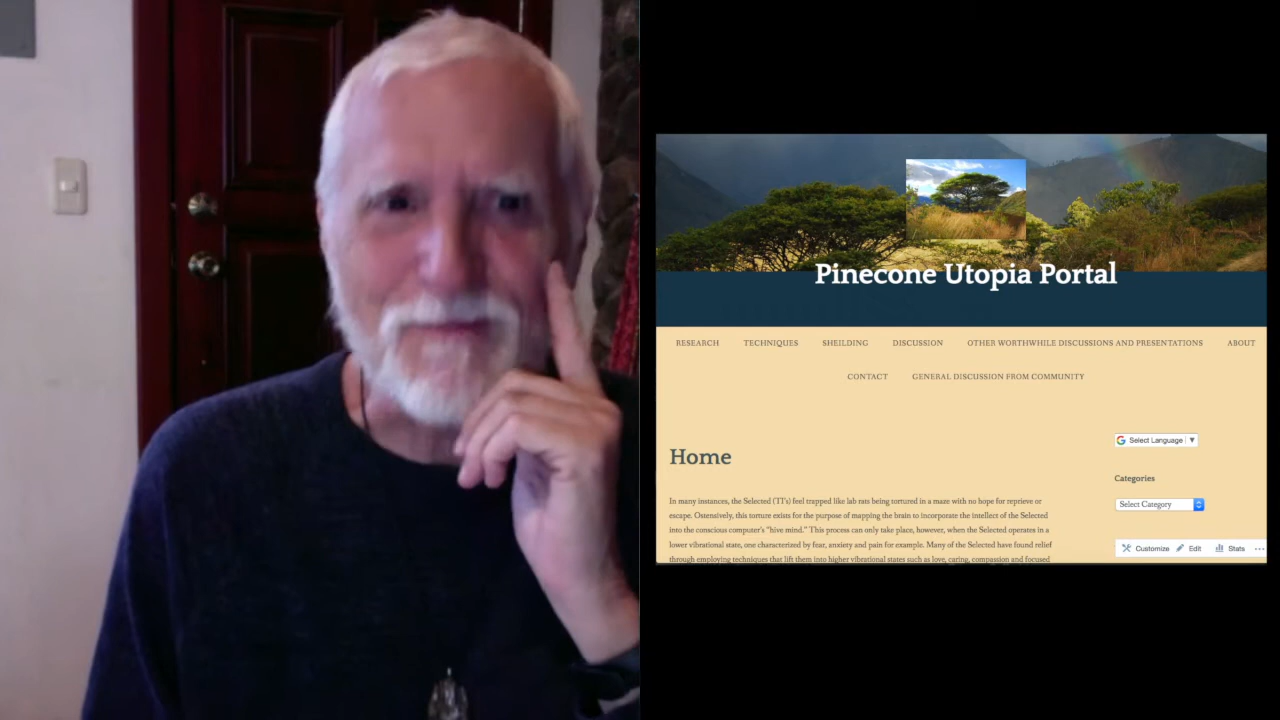 Pinecone Utopia Portal
RESEARCH TECHNIQUES SHEILDING DISCUSSION OTHER WORTHWHILE DISCUSSIONS AND PRESENTATIONS ABOUT
CONTACT GENERAL DISCUSSION FROM COMMUNITY
Select Language ▼
Home
Categories
In many instances, the Selected (TI's) feel trapped like lab rats being tortured in a maze with no hope for reprieve or
escape. Ostensively, this torture exists for the purpose of mapping the brain to incorporate the intellect of the Selected
into the conscious computer's "hive mind." This process can only take place, however, when the Selected operates in a
lower vibrational state, one characterized by fear, anxiety and pain for example. Many of the Selected have found relief
through employing techniques that lift them into higher vibrational states such as love, caring, compassion and focused
Select Category
Customize Edit Stats ...